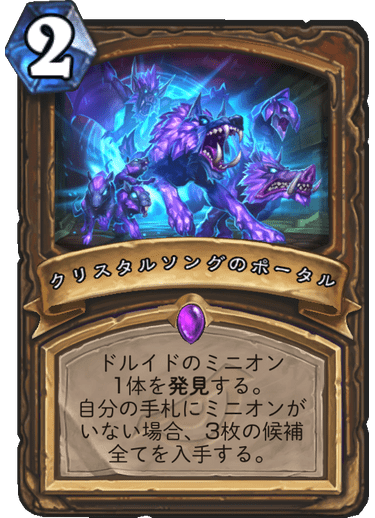 2
クリスタルソングのポータル
ドルイドのミニオン
1体を発見する。
自分の手札にミニオンが
いない場合、3枚の候補
全てを入手する。